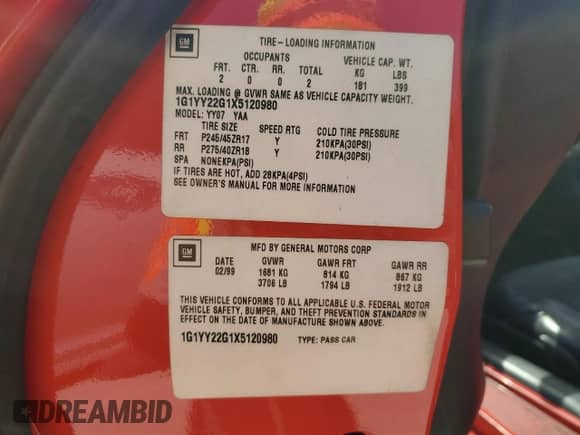 GM
TIRE-LOADING INFORMATION
OCCUPANTS VEHICLE CAP. WT.
FRT. CTR. RR. TOTAL KG LBS
2 0 0 2 181 399
MAX. LOADING @ GVWR SAME AS VEHICLE CAPACITY WEIGHT.
1G1YY22G1X5120980
MODEL: YY07 YAA
TIRE SIZE SPEED RTG COLD TIRE PRESSURE
FRT P245/45ZR17 Y 210KPA(30PSI)
RR P275/40ZR18 Y 210KPA(30PSI)
SPA NONEKPA(PSI)
IF TIRES ARE HOT, ADD 28KPA(4PSI)
SEE OWNER'S MANUAL FOR MORE INFORMATION
GM
MFD BY GENERAL MOTORS CORP
DATE GVWR GAWR FRT GAWR RR
02/99 1681 KG 814 KG 867 KG
3706 LB 1794 LB 1912 LB
THIS VEHICLE CONFORMS TO ALL APPLICABLE U.S. FEDERAL MOTOR
VEHICLE SAFETY, BUMPER, AND THEFT PREVENTION STANDARDS IN
EFFECT ON THE DATE OF MANUFACTURE SHOWN ABOVE.
1G1YY22G1X5120980 TYPE: PASS CAR
DREAMBID